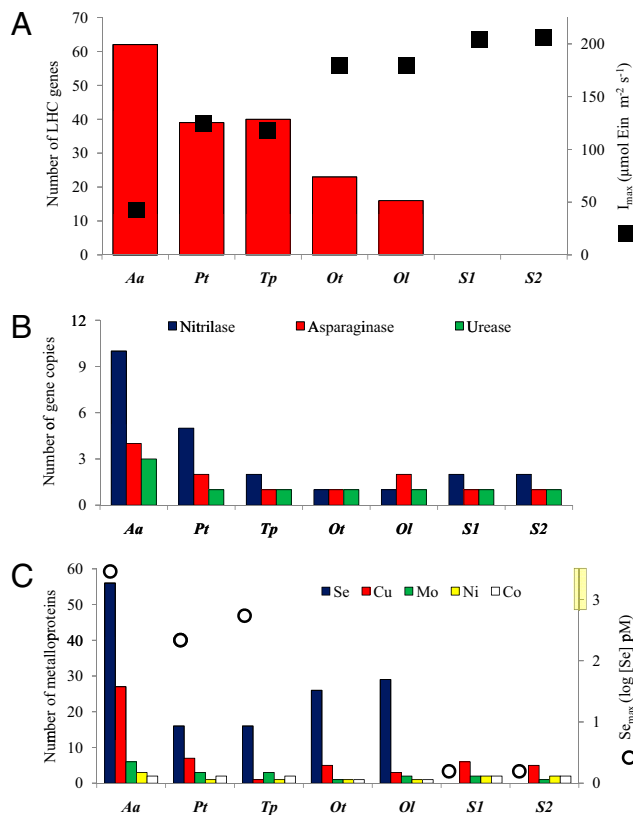 A
Number of LHC genes
70
60
50
40
30
20
10
0
200
150
100
50
0
I max (µmol Ein m-2 s-1)
Aa Pt Tp Ot Ol S1 S2
B
Nitrilase Asparaginase Urease
Number of gene copies
12
9
6
3
0
Aa Pt Tp Ot Ol S1 S2
C
Se Cu Mo Ni Co
Number of metalloproteins
60
50
40
30
20
10
0
3
2
1
0
Se max (log [Se] pM)
Aa Pt Tp Ot Ol S1 S2